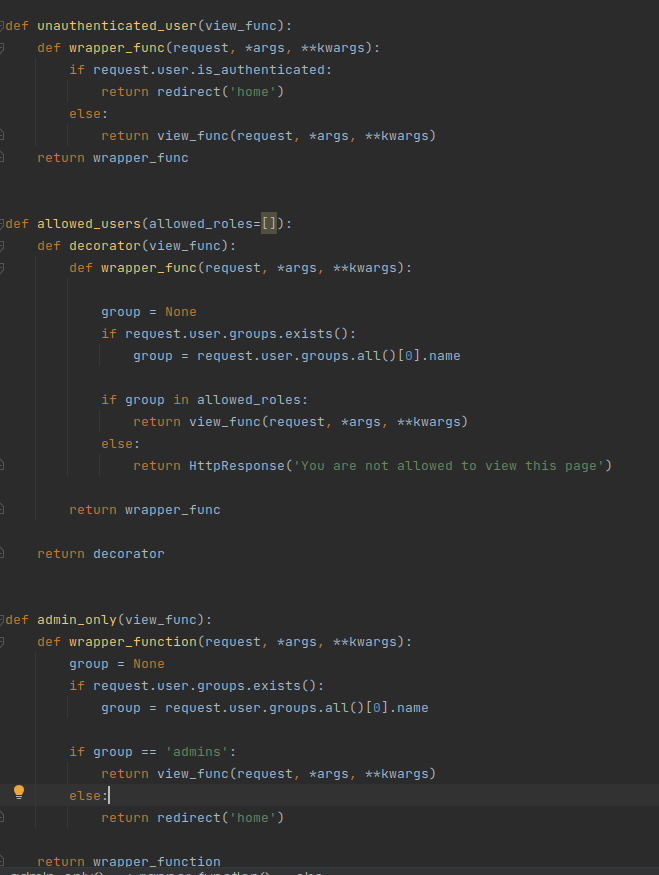 def unauthenticated_user(view_func):
    def wrapper_func(request, *args, **kwargs):
        if request.user.is_authenticated:
            return redirect('home')
        else:
            return view_func(request, *args, **kwargs)
    return wrapper_func
def allowed_users(allowed_roles=[]):
    def decorator(view_func):
        def wrapper_func(request, *args, **kwargs):
            group = None
            if request.user.groups.exists():
                group = request.user.groups.all()[0].name
            if group in allowed_roles:
                return view_func(request, *args, **kwargs)
            else:
                return HttpResponse('You are not allowed to view this page')
        return wrapper_func
    return decorator
def admin_only(view_func):
    def wrapper_function(request, *args, **kwargs):
        group = None
        if request.user.groups.exists():
            group = request.user.groups.all()[0].name
        if group == 'admins':
            return view_func(request, *args, **kwargs)
        else:
            return redirect('home')
    return wrapper_function